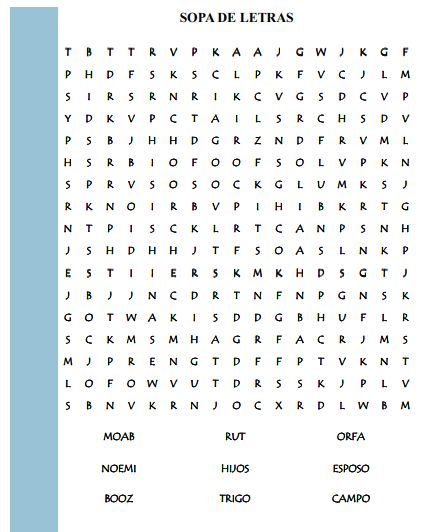 SOPA DE LETRAS
T B T T R V P K A A J G W J K G F
P H D F S K S C L P K F V C J L M
S I R S R N R I K C V G S D C V P
Y D K V P C T A I L S R C H S D V
P S B J H H D G R Z N D F R V M L
H S R B I O F O O F S O L V P K N
S P R V S O S O C K G L U M K S J
R K N O I R B V P I H I B K R T G
N T P I S C K L R T C A N P S N H
J S H D H H J T F S O A S L N K P
E S T I I E R S K M K H D S G T J
J B J J N C D R T N F N P G N S K
G O T W A K I S D D G B H U F L R
S C K M S M H A G R F A C R J M S
M J P R E N G T D F F P T V K N T
L O F O W V U T D R S S K J P L V
S B N V K R N J O C X R D L W B M
MOAB RUT ORFA
NOEMI HIJOS ESPOSO
BOOZ TRIGO CAMPO